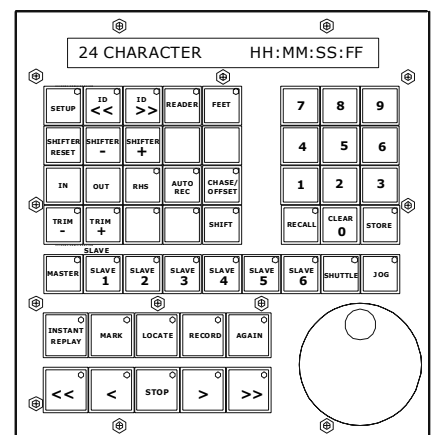 24 CHARACTER HH:MM:SS:FF
SETUP ID << ID >> READER FEET 7 8 9
SHIFTER RESET SHIFTER - SHIFTER + 4 5 6
IN OUT RHS AUTO REC CHASE/OFFSET 1 2 3
TRIM - TRIM + SHIFT RECALL CLEAR 0 STORE
SLAVE
MASTER SLAVE 1 SLAVE 2 SLAVE 3 SLAVE 4 SLAVE 5 SLAVE 6 SHUTTLE JOG
INSTANT REPLAY MARK LOCATE RECORD AGAIN
<< < STOP > >>